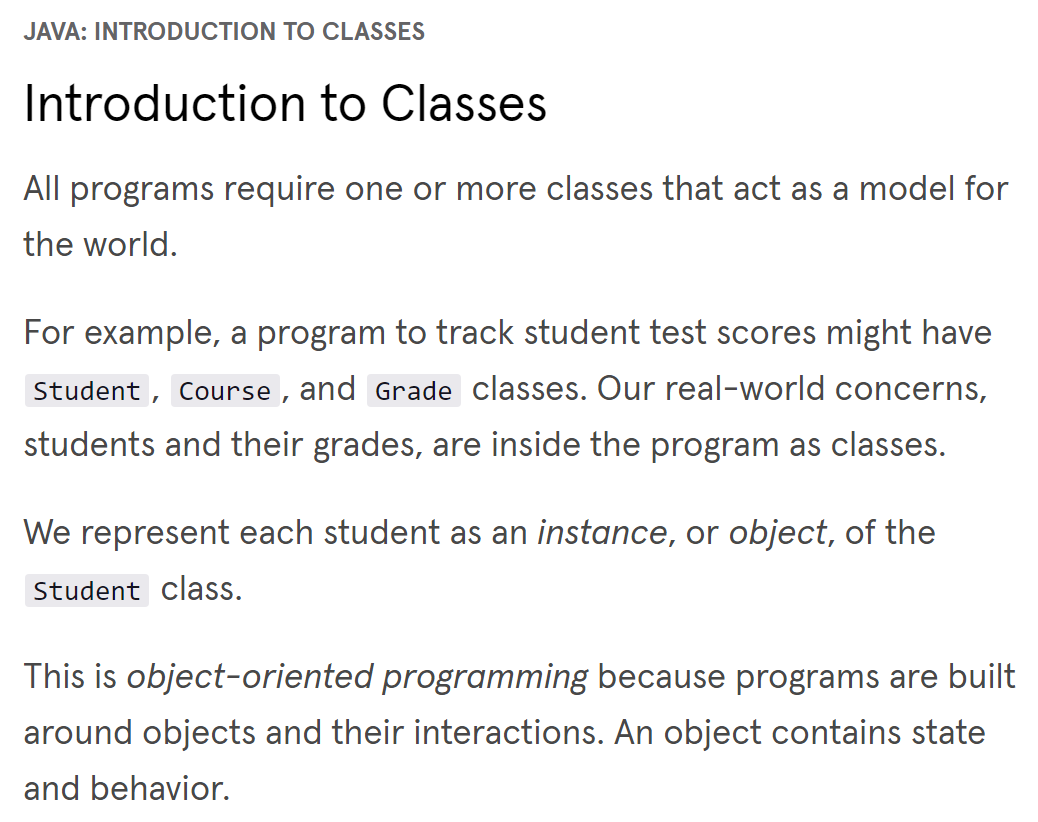 JAVA: INTRODUCTION TO CLASSES
Introduction to Classes
All programs require one or more classes that act as a model for
the world.
For example, a program to track student test scores might have
Student, Course, and Grade classes. Our real-world concerns,
students and their grades, are inside the program as classes.
We represent each student as an instance, or object, of the
Student class.
This is object-oriented programming because programs are built
around objects and their interactions. An object contains state
and behavior.